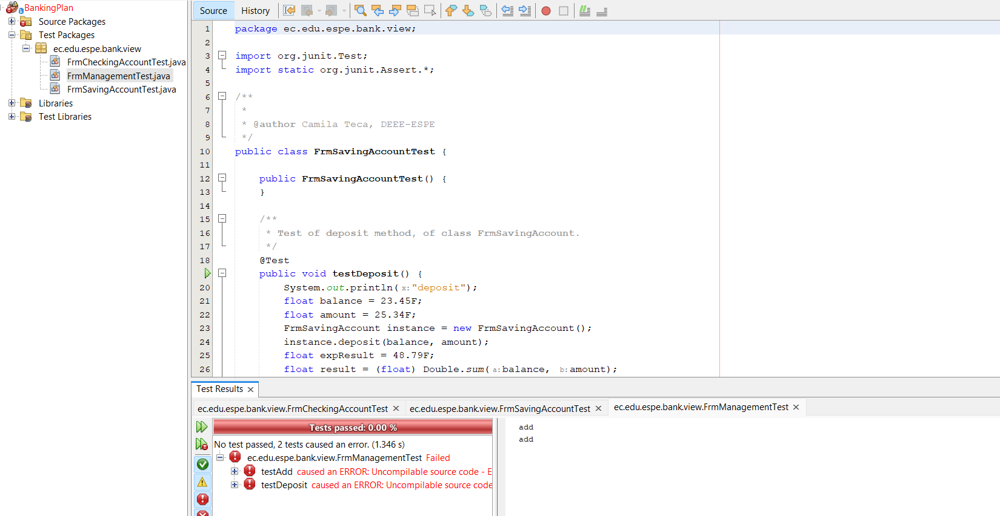 BankingPlan
Source Packages
Test Packages
ec.edu.espe.bank.view
FrmCheckingAccountTest.java
FrmManagementTest.java
FrmSavingAccountTest.java
Libraries
Test Libraries
Source History
1 package ec.edu.espe.bank.view;
2
3 import org.junit.Test;
4 import static org.junit.Assert.*;
5
6 /**
7 *
8 * @author Camila Teca, DEEE-ESPE
9 */
10 public class FrmSavingAccountTest {
11
12 public FrmSavingAccountTest() {
13 }
14
15 /**
16 * Test of deposit method, of class FrmSavingAccount.
17 */
18 @Test
public void testDeposit() {
20 System.out.println( x: "deposit");
21 float balance = 23.45F;
22 float amount = 25.34F;
23 FrmSavingAccount instance = new FrmSavingAccount();
24 instance.deposit(balance, amount);
25 float expResult = 48.79F;
26 float result = (float) Double.sum( a: balance, b: amount);
Test Results
ec.edu.espe.bank.view.FrmCheckingAccountTest ec.edu.espe.bank.view.FrmSavingAccountTest ec.edu.espe.bank.view.FrmManagementTest
Tests passed: 0.00 %
No test passed, 2 tests caused an error. (1.346 s)
ec.edu.espe.bank.view.FrmManagementTest Failed
testAdd caused an ERROR: Uncompilable source code - E
testDeposit caused an ERROR: Uncompilable source code
add
add